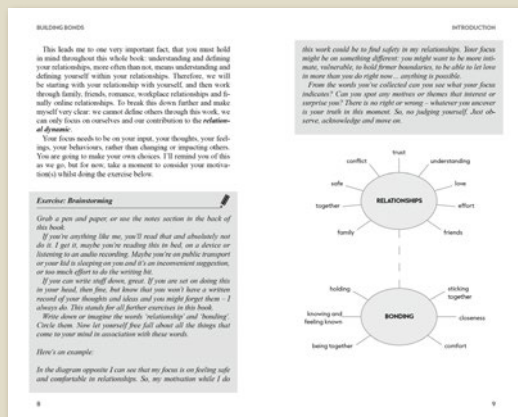 BUILDING BONDS
This leads me to one very important fact, that you must hold
in mind throughout this whole book: understanding and defining
your relationships, more often than not, means understanding and
defining yourself within your relationships. Therefore, we will
be starting with your relationship with yourself, and then work
through family, friends, romance, workplace relationships and fi-
nally online relationships. To break this down further and make
myself very clear: we cannot define others through this work, we
can only focus on ourselves and our contribution to the relation-
al dynamic.
Your focus needs to be on your input, your thoughts, your feel-
ings, your behaviours, rather than changing or impacting others.
You are going to make your own choices. I'll remind you of this
as we go, but for now, take a moment to consider your motiva-
tion(s) whilst doing the exercise below.
Exercise: Brainstorming
Grab a pen and paper, or use the notes section in the back of
this book.
If you're anything like me, you'll read that and absolutely not
do it. I get it, maybe you're reading this in bed, on a device or
listening to an audio recording. Maybe you're on public transport
or your kid is sleeping on you and it's an inconvenient suggestion,
or too much effort to do the writing bit.
If you can write stuff down, great. If you are set on doing this
in your head, then fine, but know that you won't have a written
record of your thoughts and ideas and you might forget them – I
always do. This stands for all further exercises in this book.
Write down or imagine the words 'relationship' and 'bonding'.
Circle them. Now let yourself free fall about all the things that
come to your mind in association with these words.
Here's an example:
In the diagram opposite I can see that my focus is on feeling safe
and comfortable in relationships. So, my motivation while I do
8
INTRODUCTION
this work could be to find safety in my relationships. Your focus
might be on something different: you might want to be more inti-
mate, vulnerable, to hold firmer boundaries, to be able to let love
in more than you do right now... anything is possible.
From the words you've collected can you see what your focus
indicates? Can you spot any motives or themes that interest or
surprise you? There is no right or wrong – whatever you uncover
is your truth in this moment. So, no judging yourself. Just ob-
serve, acknowledge and move on.
trust
conflict
understanding
safe
love
RELATIONSHIPS
together
effort
family
friends
holding
sticking
together
knowing and
feeling known
BONDING
closeness
being together
comfort
9